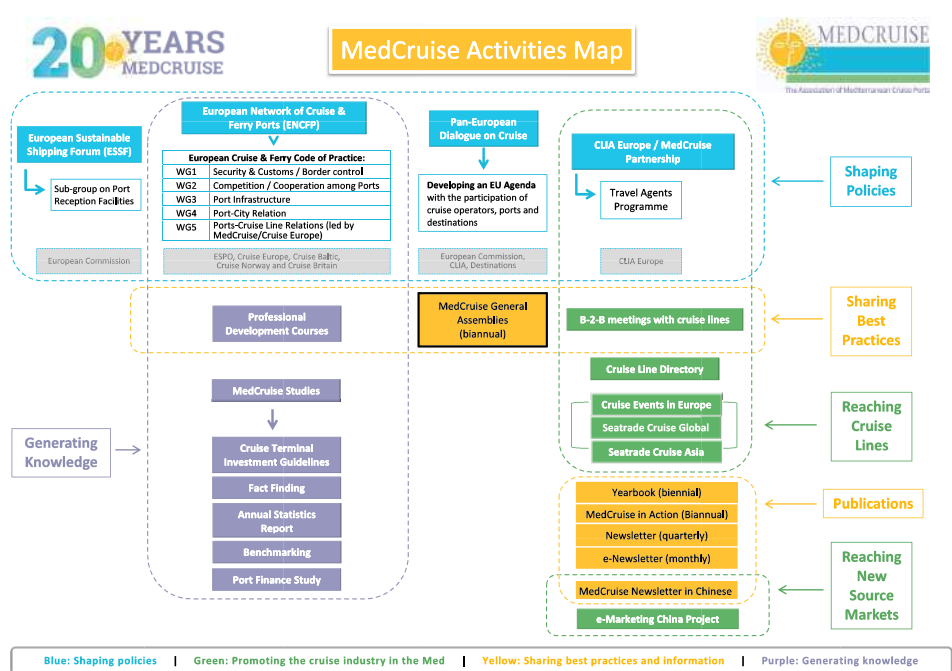 20 YEARS
MEDCRUISE
MedCruise Activities Map
MEDCRUISE
The Association of Mediterranean Cruise Ports
European Sustainable
Shipping Forum (ESSF)
Sub-group on Port
Reception Facilities
European Commission
European Network of Cruise &
Ferry Ports (ENCFP)
European Cruise & Ferry Code of Practice:
WG1 Security & Customs / Border control
WG2 Competition / Cooperation among Ports
WG3 Port Infrastructure
WG4 Port-City Relation
WG5 Ports-Cruise Line Relations (led by
MedCruise/Cruise Europe)
ESPO, Cruise Europe, Cruise Baltic,
Cruise Norway and Cruise Britain
Pan-European
Dialogue on Cruise
Developing an EU Agenda
with the participation of
cruise operators, ports and
destinations
European Commission,
CLIA, Destinations
CLIA Europe / MedCruise
Partnership
Travel Agents
Programme
CLIA Europe
Shaping
Policies
Professional
Development Courses
MedCruise General
Assemblies
(biannual)
B-2-B meetings with cruise lines
Sharing
Best
Practices
MedCruise Studies
Cruise Terminal
Investment Guidelines
Fact Finding
Annual Statistics
Report
Benchmarking
Port Finance Study
Generating
Knowledge
Cruise Line Directory
Cruise Events in Europe
Seatrade Cruise Global
Seatrade Cruise Asia
Reaching
Cruise
Lines
Yearbook (biennial)
MedCruise in Action (Biannual)
Newsletter (quarterly)
e-Newsletter (monthly)
MedCruise Newsletter in Chinese
e-Marketing China Project
Publications
Reaching
New
Source
Markets
Blue: Shaping policies | Green: Promoting the cruise industry in the Med | Yellow: Sharing best practices and information | Purple: Generating knowledge